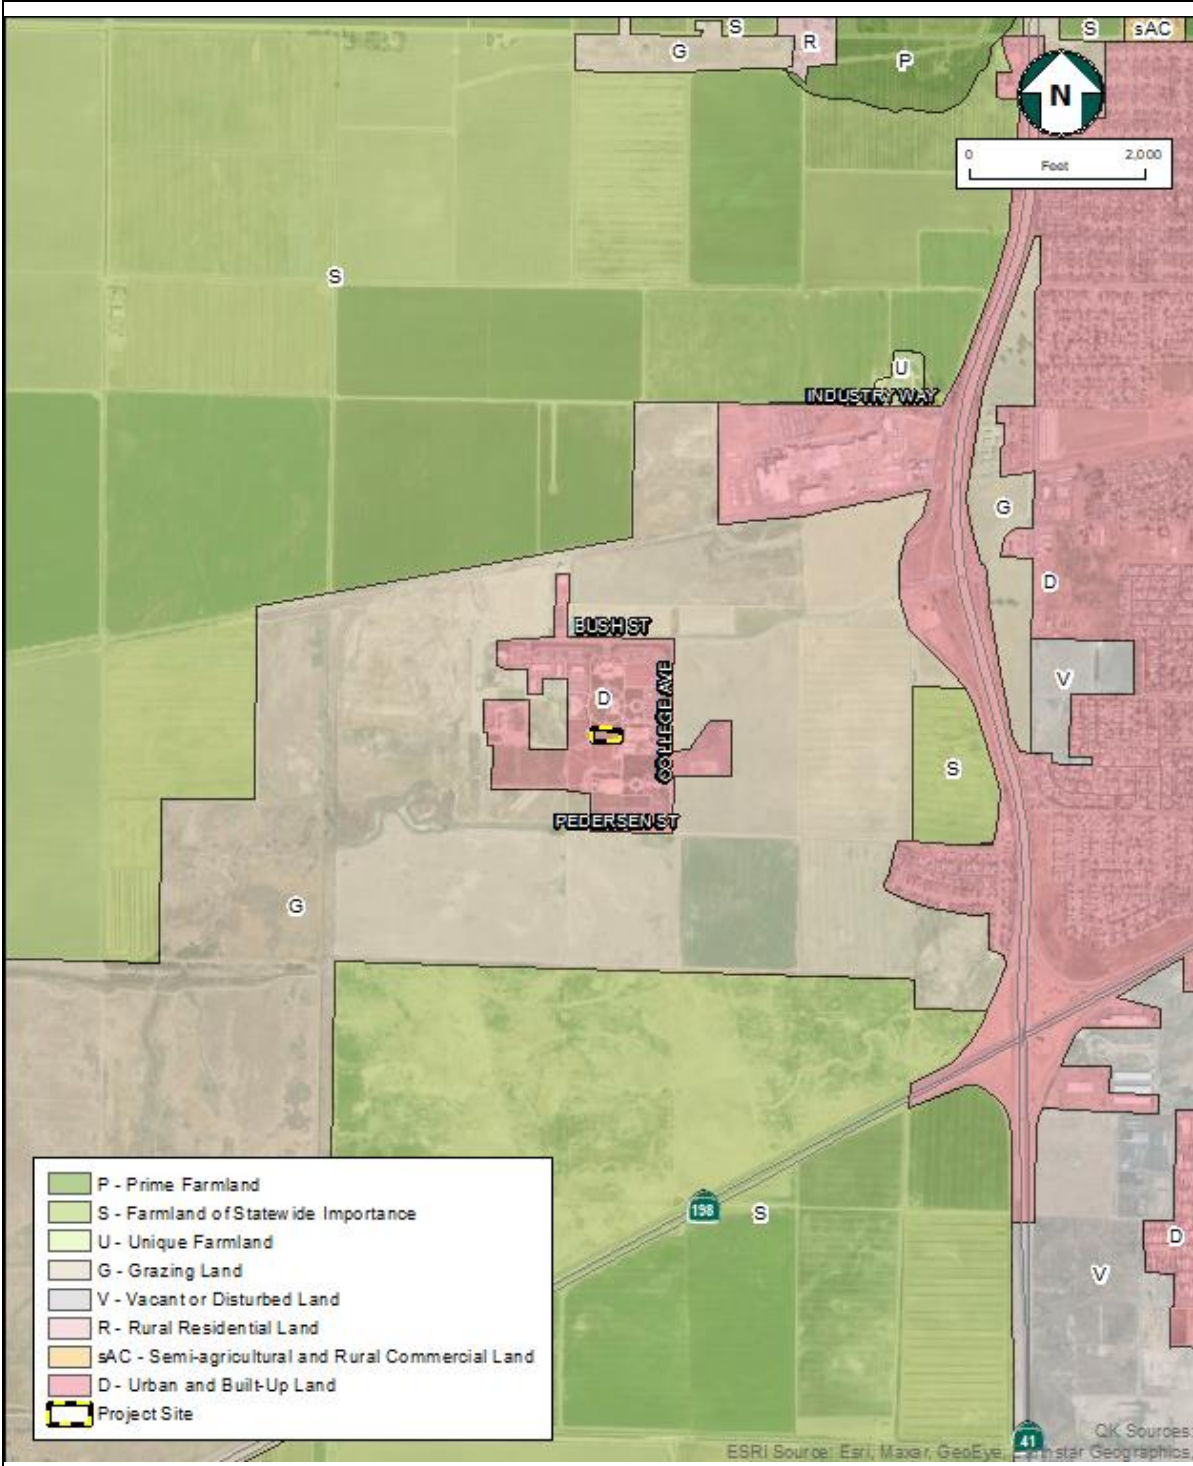 S
S
sAC
G
R
P
N
0
2,000
Feet
S
U
INDUSTRY WAY
G
D
BUSH ST
V
D
COLLEGE AVE
S
PEDERSEN ST
G
198
S
D
V
P - Prime Farmland
S - Farmland of Statewide Importance
U - Unique Farmland
G - Grazing Land
V - Vacant or Disturbed Land
R - Rural Residential Land
sAC - Semi-agricultural and Rural Commercial Land
D - Urban and Built-Up Land
Project Site
41
QK Sources:
ESRI Source: Esri, Maxar, GeoEye, Earthstar Geographics